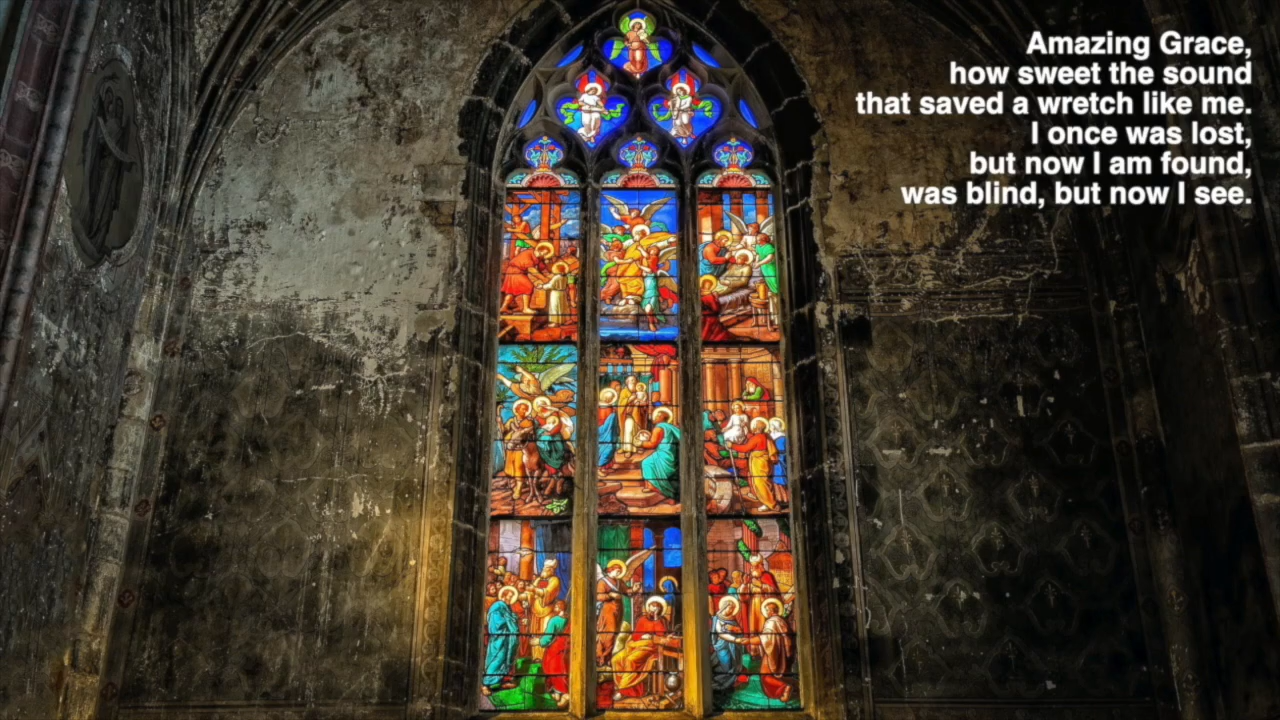 Amazing Grace,
how sweet the sound
that saved a wretch like me.
I once was lost,
but now I am found,
was blind, but now I see.